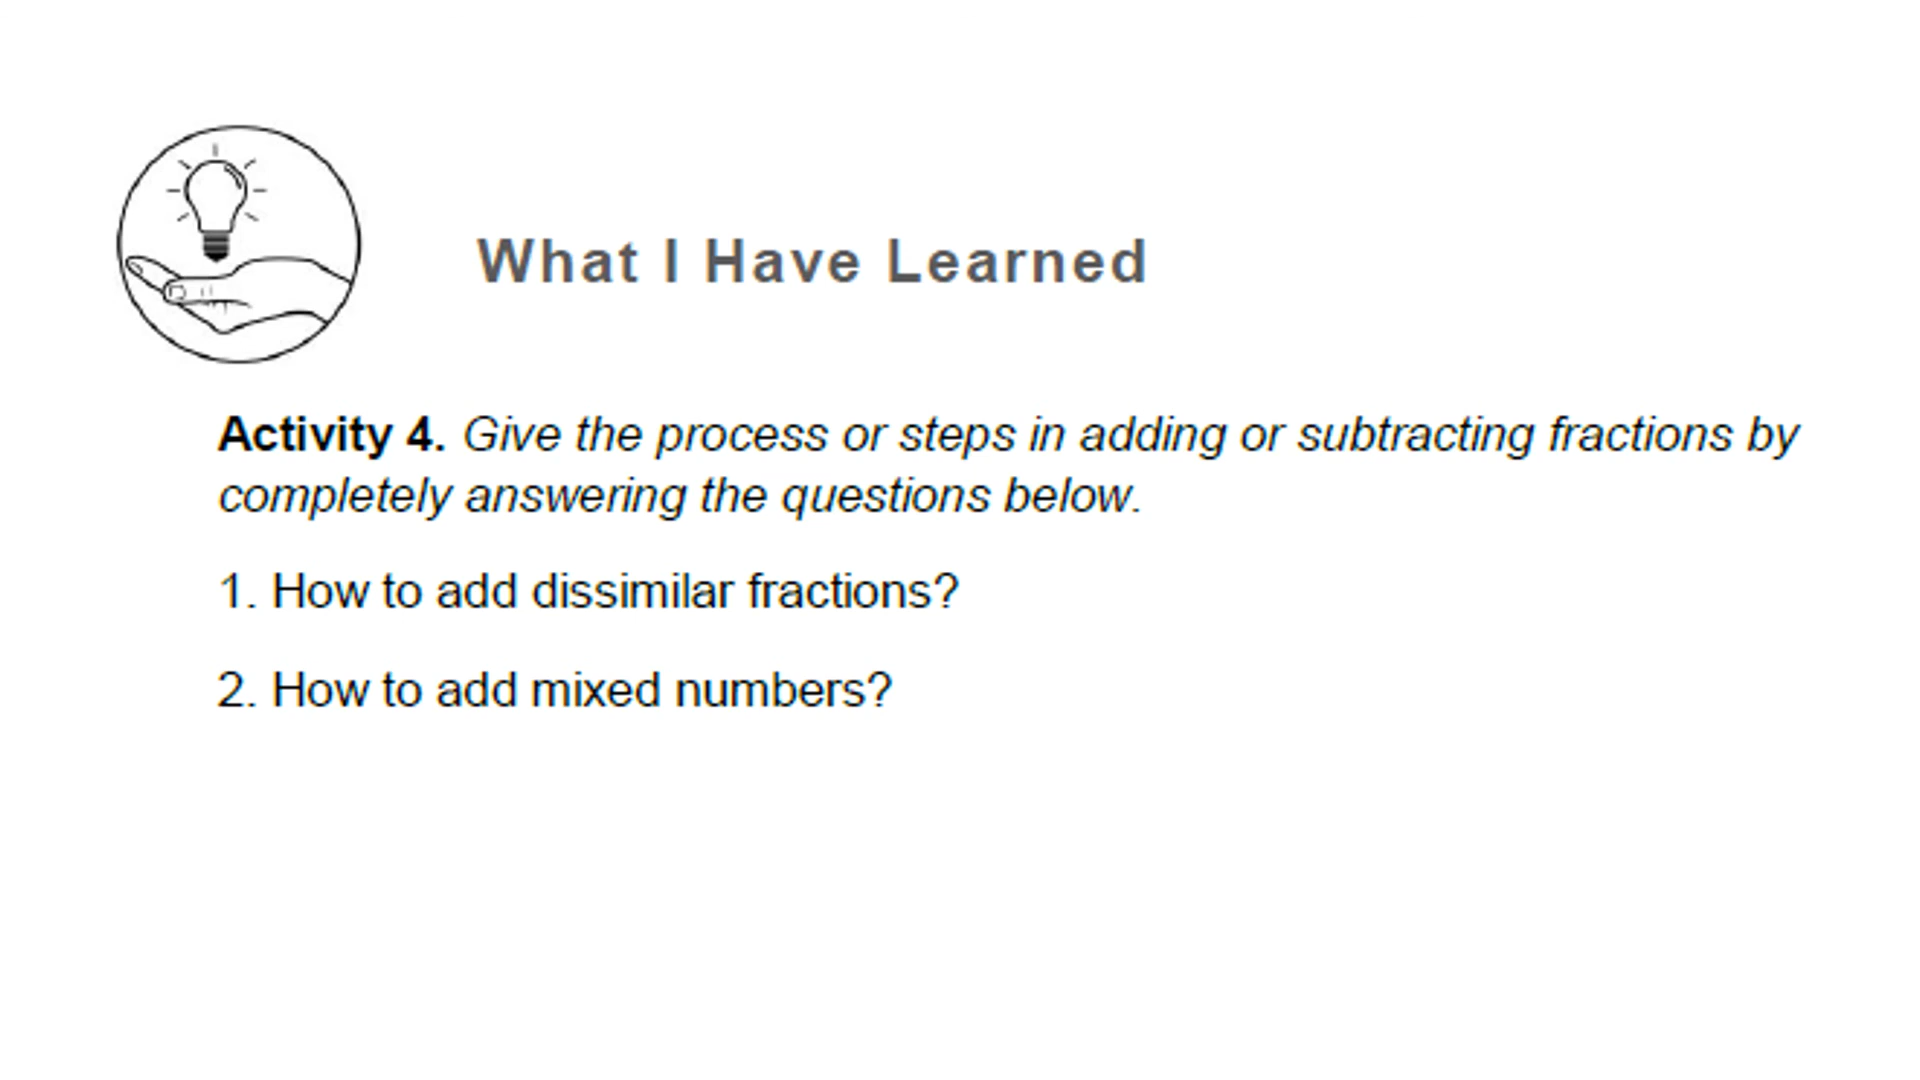 What I Have Learned
Activity 4. Give the process or steps in adding or subtracting fractions by
completely answering the questions below.
1. How to add dissimilar fractions?
2. How to add mixed numbers?